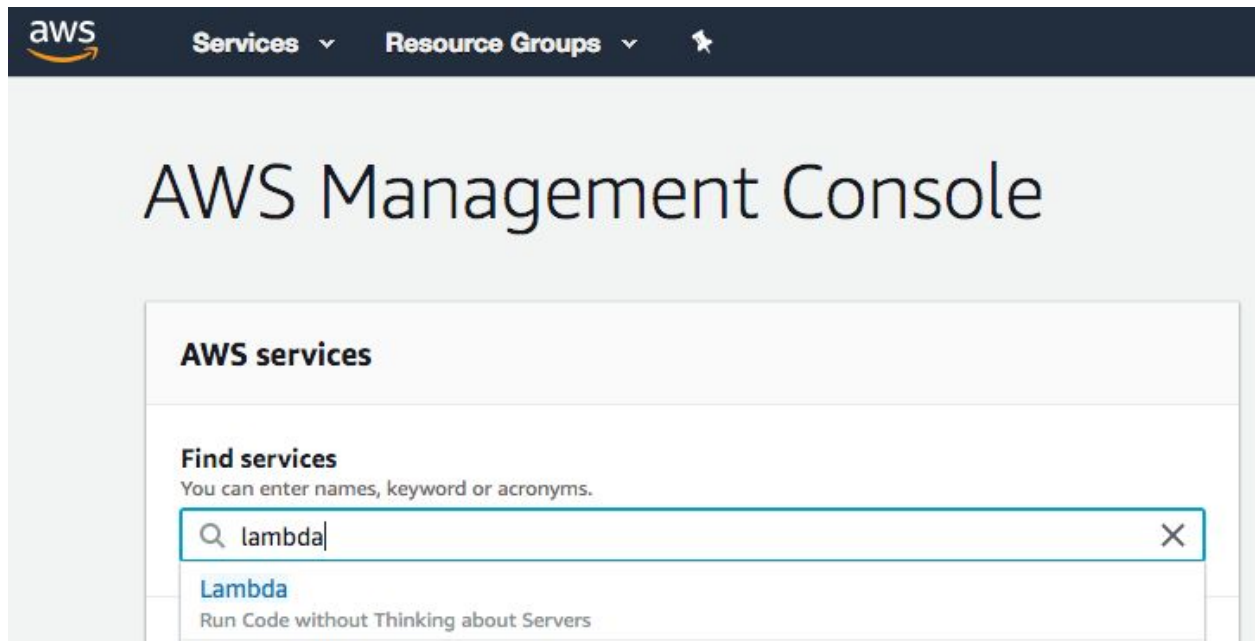 aws
Services Resource Groups
AWS Management Console
AWS services
Find services
You can enter names, keyword or acronyms.
lambda
Lambda
Run Code without Thinking about Servers